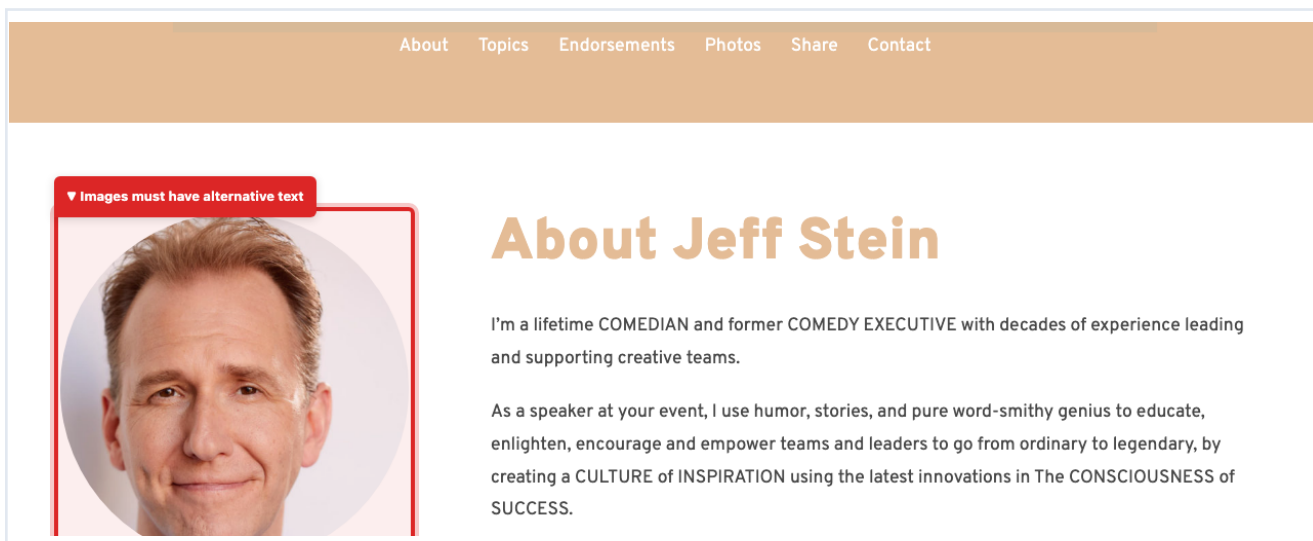 About Topics Endorsements Photos Share Contact
▼ Images must have alternative text
About Jeff Stein
I’m a lifetime COMEDIAN and former COMEDY EXECUTIVE with decades of experience leading
and supporting creative teams.
As a speaker at your event, I use humor, stories, and pure word-smithy genius to educate,
enlighten, encourage and empower teams and leaders to go from ordinary to legendary, by
creating a CULTURE of INSPIRATION using the latest innovations in The CONSCIOUSNESS of
SUCCESS.